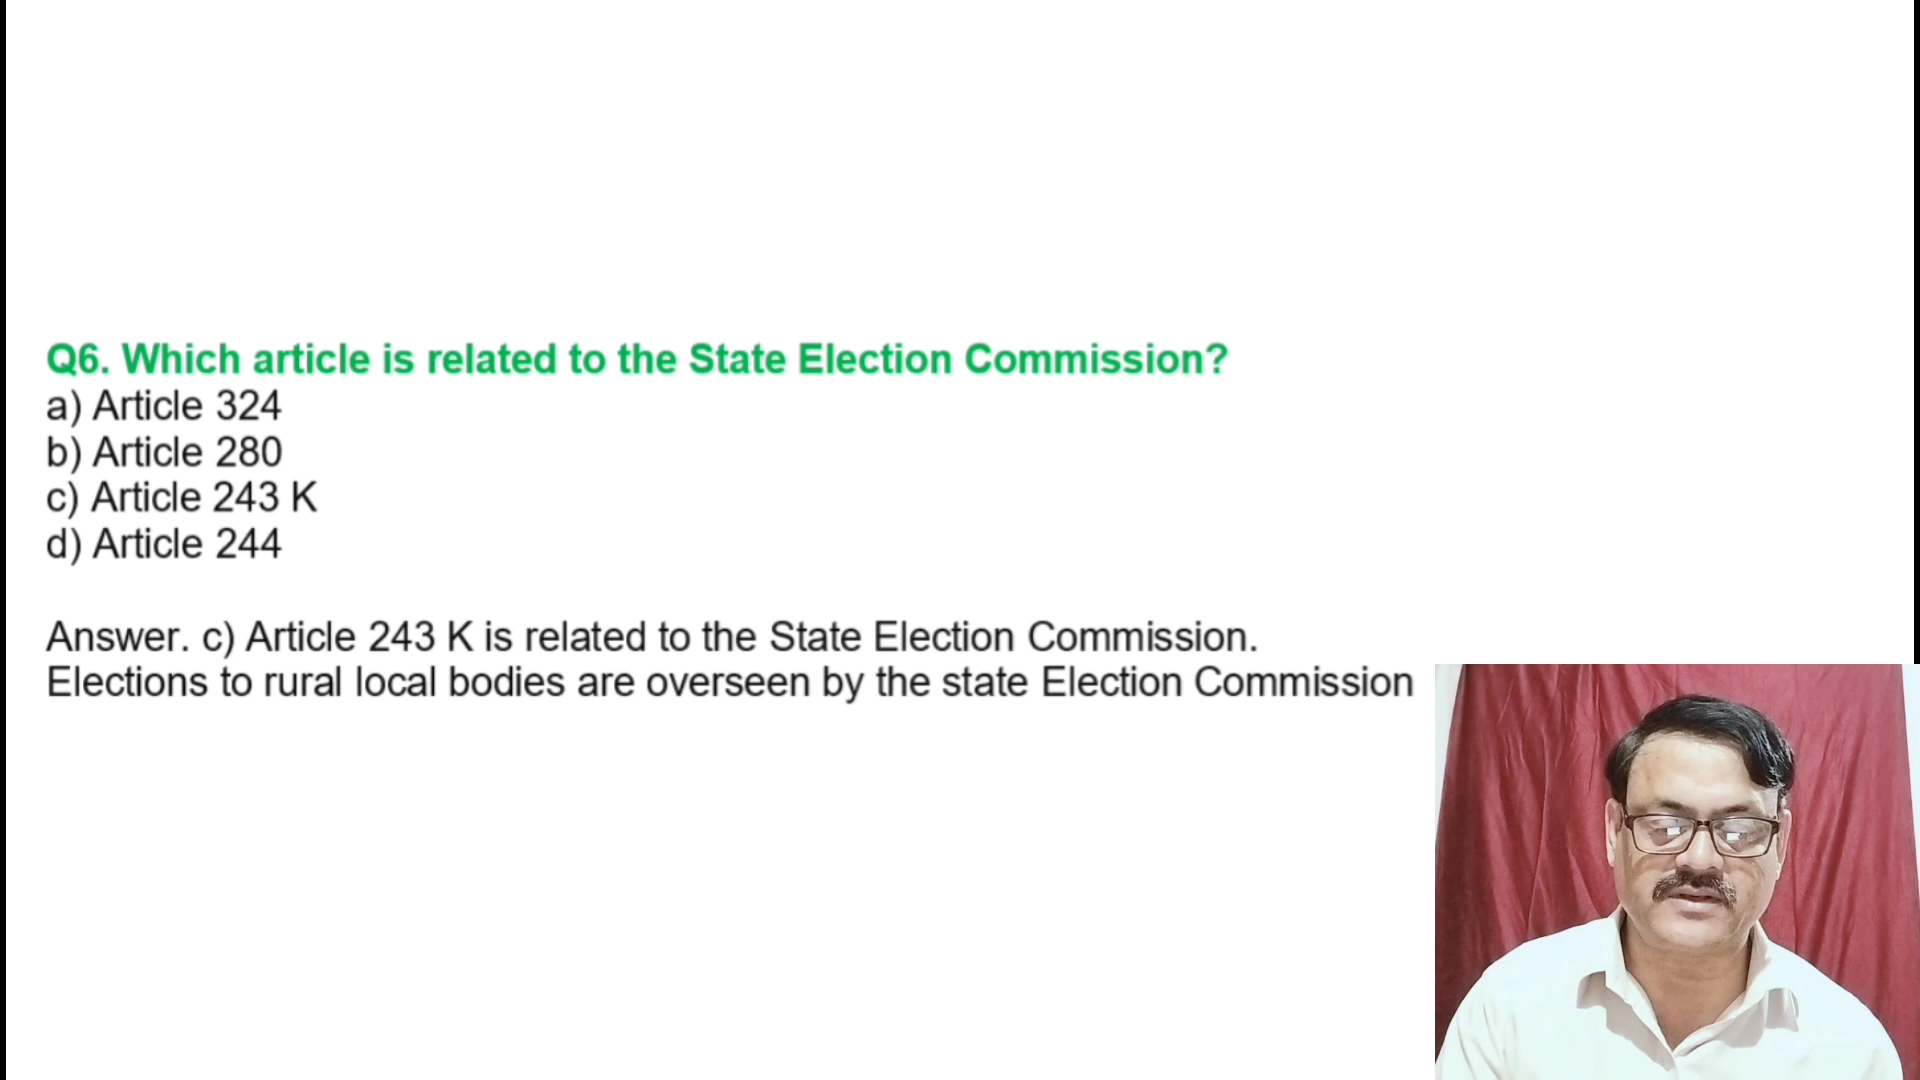 Q6. Which article is related to the State Election Commission?
a) Article 324
b) Article 280
c) Article 243 K
d) Article 244
Answer. c) Article 243 K is related to the State Election Commission.
Elections to rural local bodies are overseen by the state Election Commission